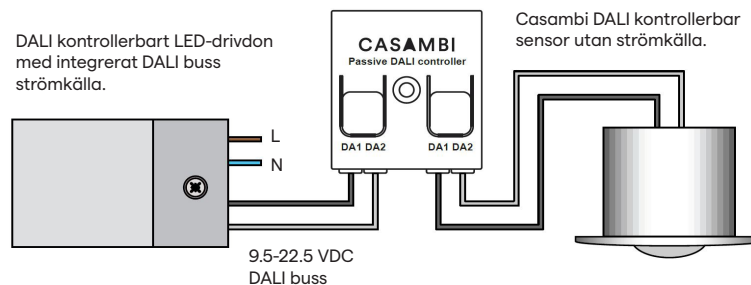 DALI kontrollerbart LED-drivdon
med integrerat DALI buss
strömkälla.
CASAMBI
Passive DALI controller
Casambi DALI kontrollerbar
sensor utan strömkälla.
L
N
DA1 DA2
DA1 DA2
9.5-22.5 VDC
DALI buss